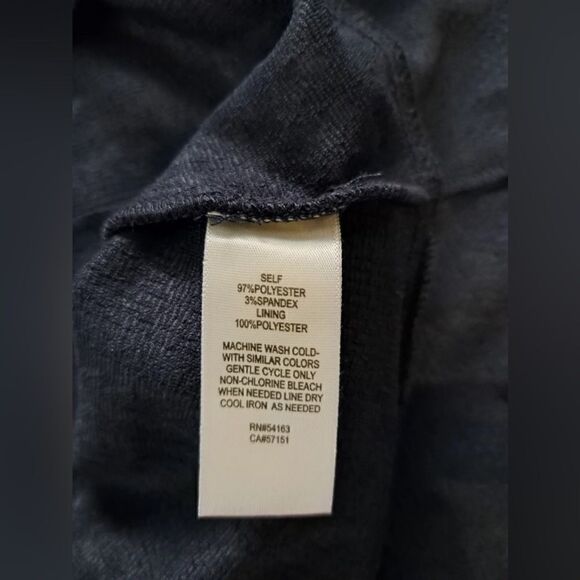 SELF
97%POLYESTER
3%SPANDEX
LINING
100%POLYESTER
MACHINE WASH COLD-
WITH SIMILAR COLORS
GENTLE CYCLE ONLY
NON-CHLORINE BLEACH
WHEN NEEDED LINE DRY
COOL IRON AS NEEDED
RN#54163
CA#57151